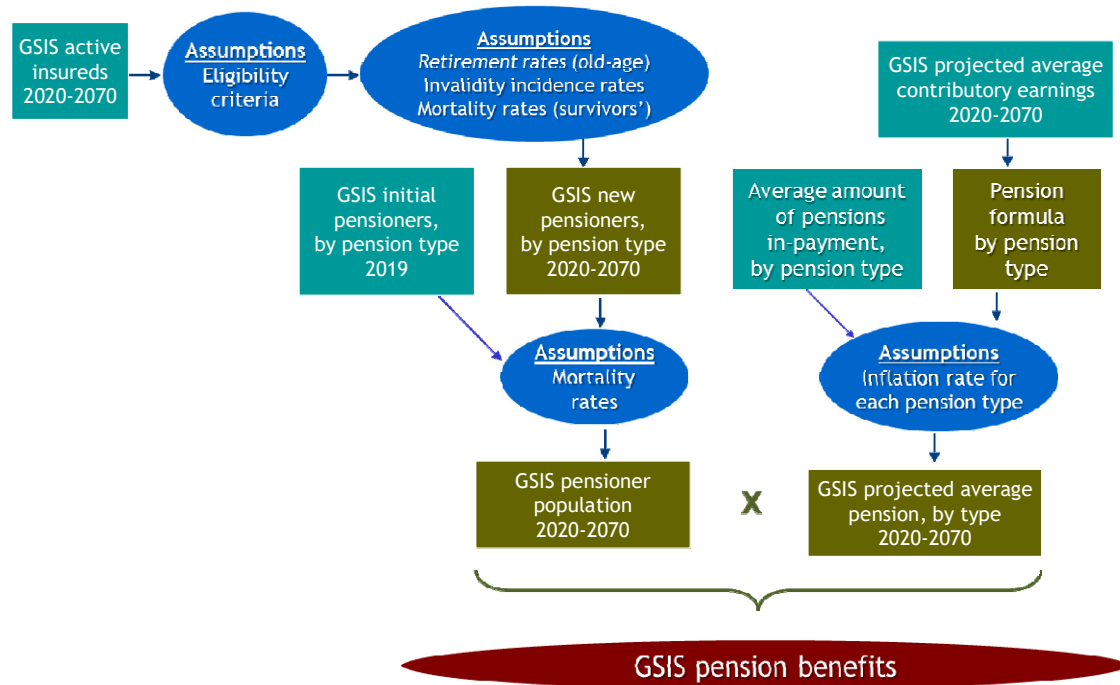 GSIS active
insureds
2020-2070
Assumptions
Eligibility
criteria
Assumptions
Retirement rates (old-age)
Invalidity incidence rates
Mortality rates (survivors’)
GSIS projected average
contributory earnings
2020-2070
GSIS initial
pensioners,
by pension type
2019
GSIS new
pensioners,
by pension type
2020-2070
Average amount
of pensions
in-payment,
by pension type
Pension
formula
by pension
type
Assumptions
Mortality
rates
Assumptions
Inflation rate for
each pension type
GSIS pensioner
population
2020-2070
X
GSIS projected average
pension, by type
2020-2070
GSIS pension benefits